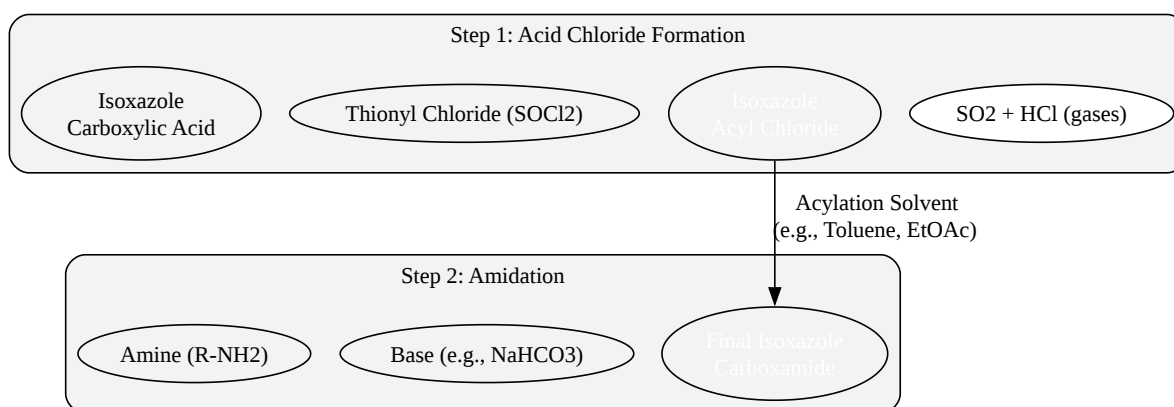 Step 1: Acid Chloride Formation
Isoxazole
Carboxylic Acid
Thionyl Chloride (SOCl2)
Isoxazole
Acyl Chloride
SO2 + HCl (gases)
Acylation Solvent
(e.g., Toluene, EtOAc)
Step 2: Amidation
Amine (R-NH2)
Base (e.g., NaHCO3)
Final Isoxazole
Carboxamide